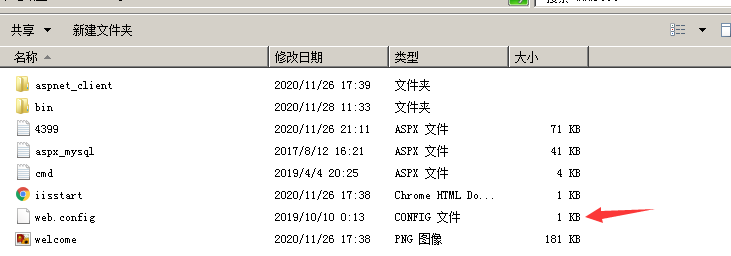 共享 新建文件夹
名称 修改日期 类型 大小
aspnet_client 2020/11/26 17:39 文件夹
bin 2020/11/28 11:33 文件夹
4399 2020/11/26 21:11 ASPX 文件 71 KB
aspx_mysql 2017/8/12 16:21 ASPX 文件 41 KB
cmd 2019/4/4 20:25 ASPX 文件 4 KB
iisstart 2020/11/26 17:38 Chrome HTML Do... 1 KB
web.config 2019/10/10 0:13 CONFIG 文件 1 KB
welcome 2020/11/26 17:38 PNG 图像 181 KB